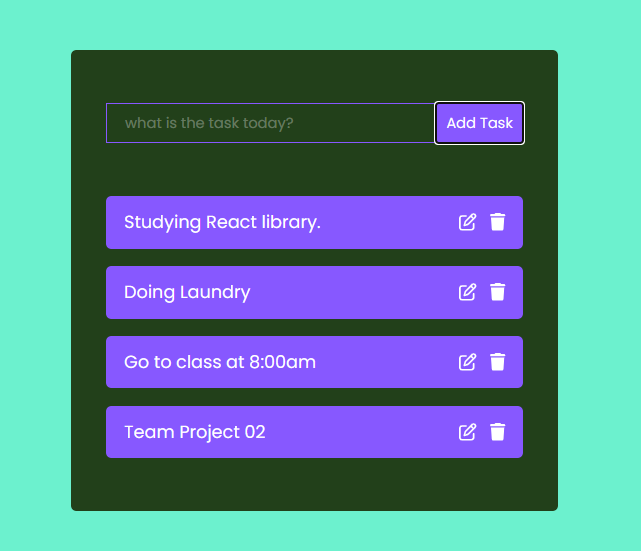 what is the task today?
Add Task
Studying React library.
Doing Laundry
Go to class at 8:00am
Team Project 02